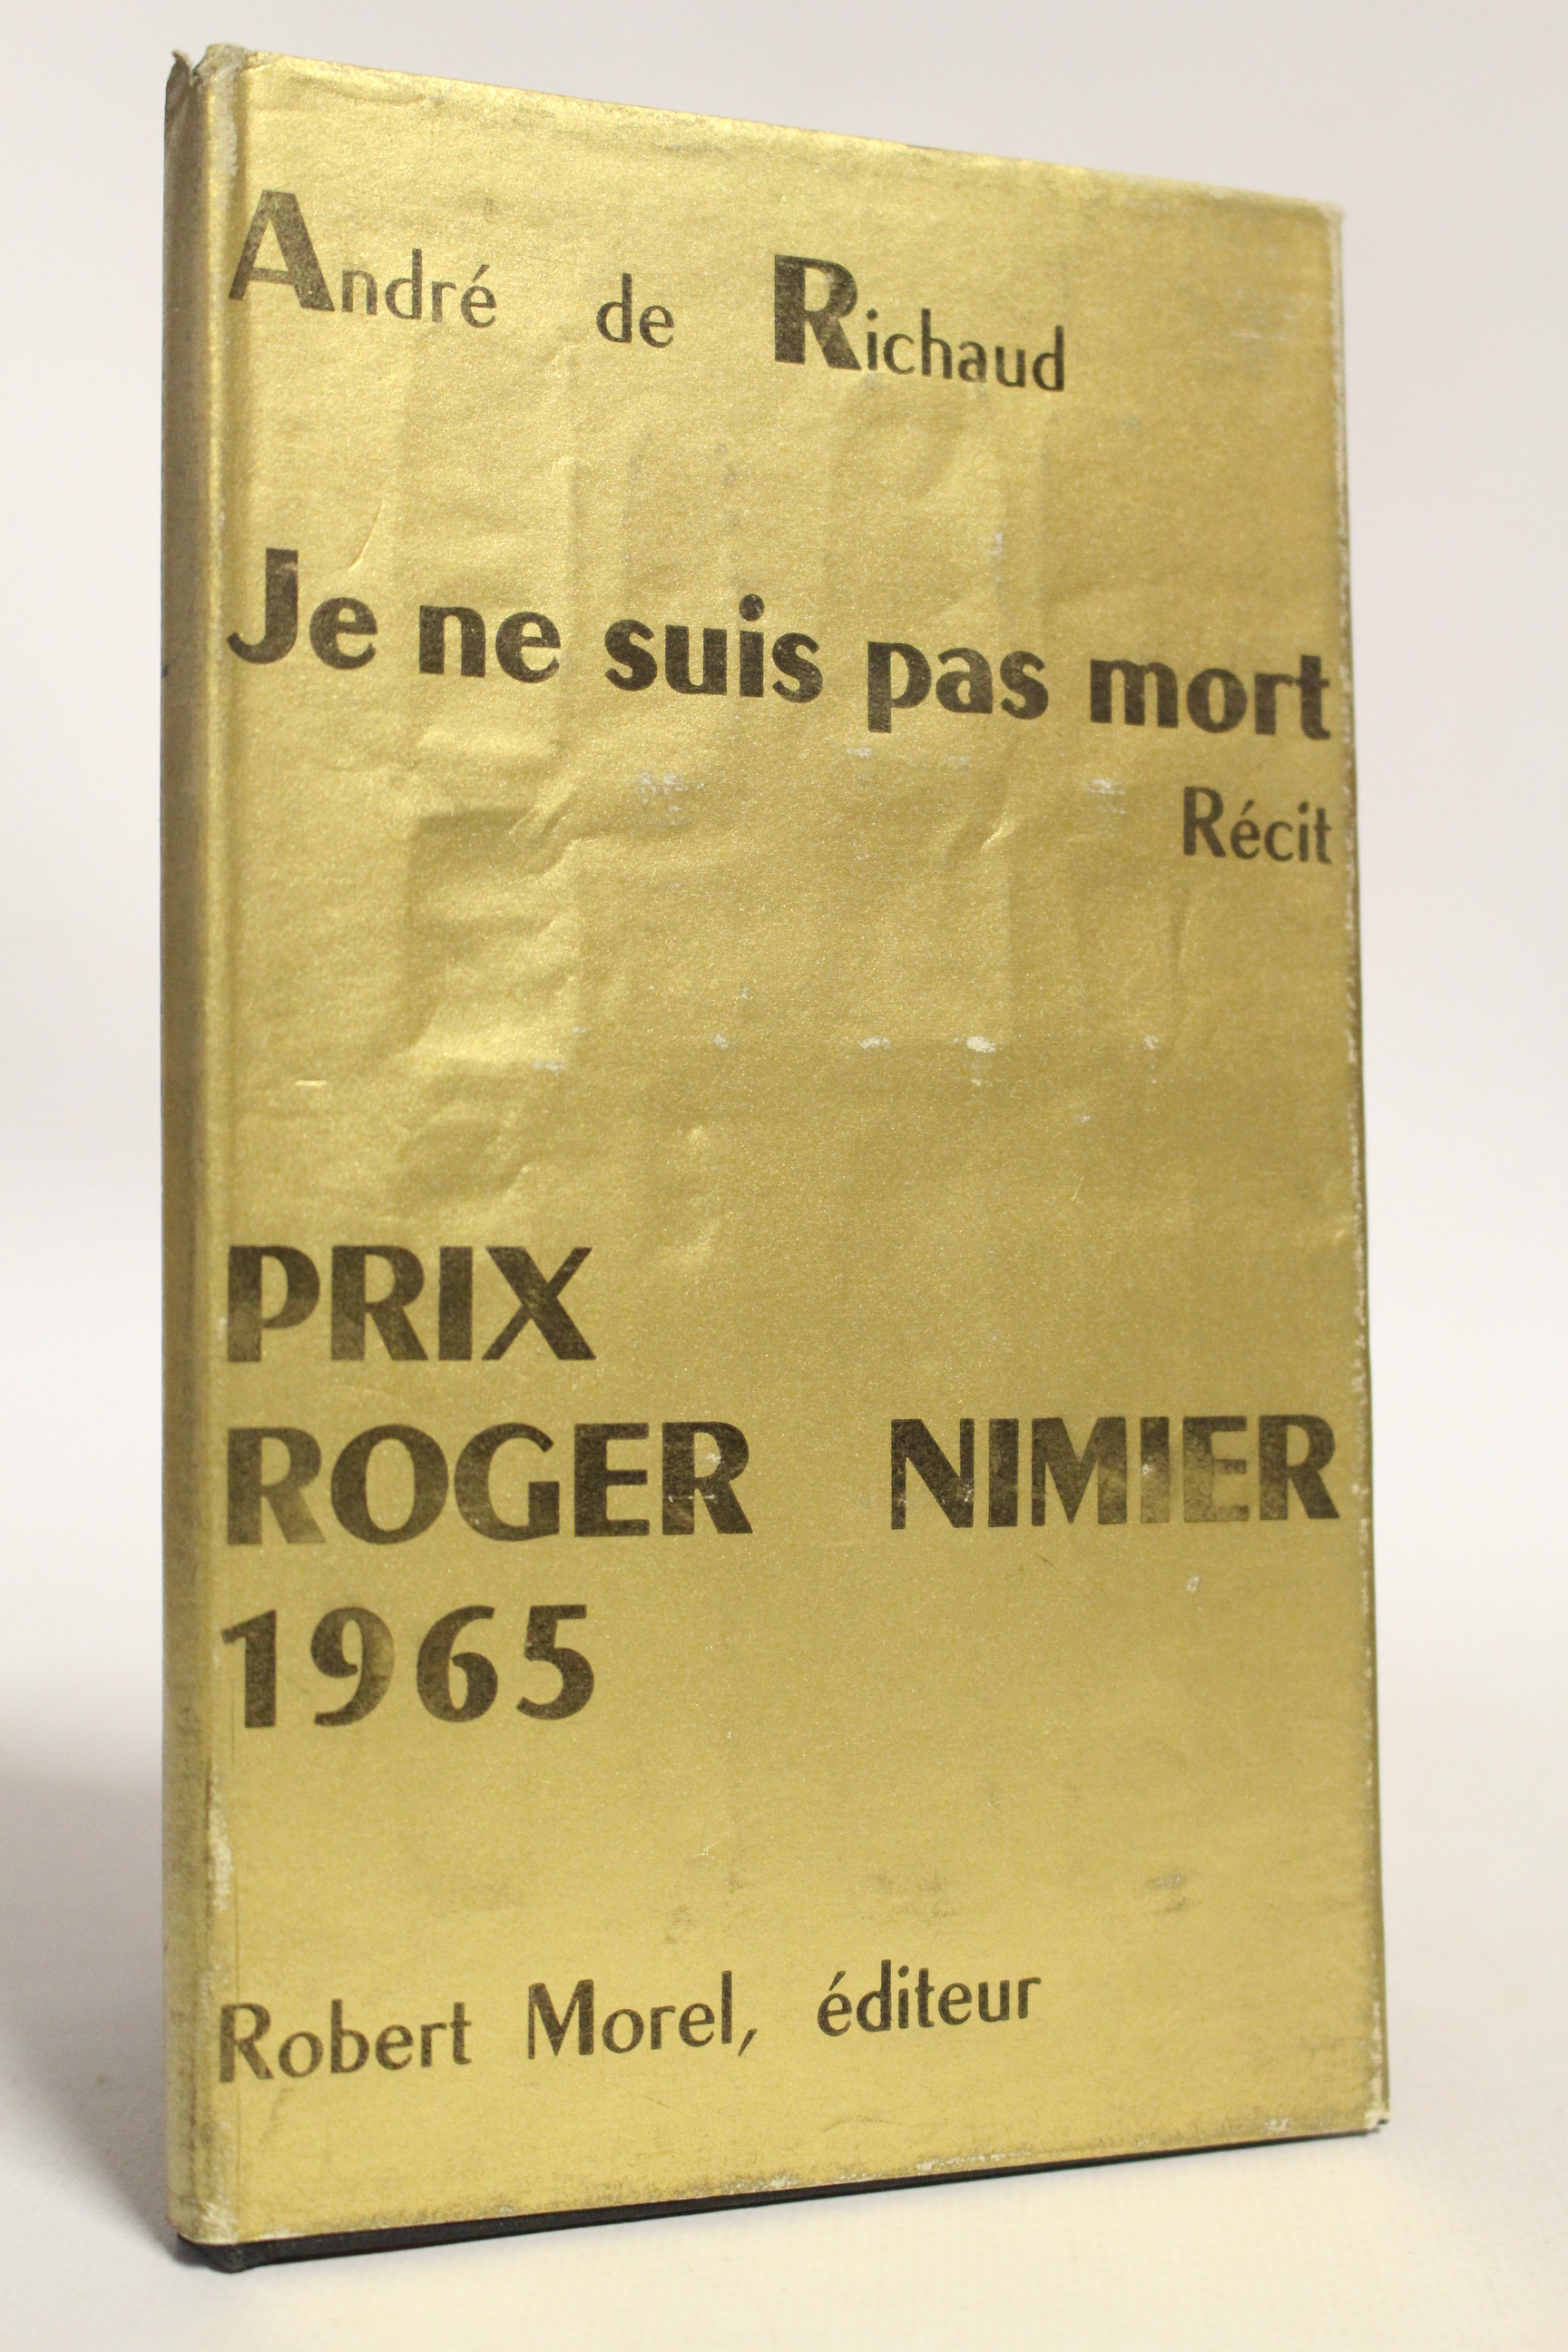 André de Richaud
Je ne suis pas mort
Récit
PRIX
ROGER NIMIER
1965
Robert Morel, éditeur